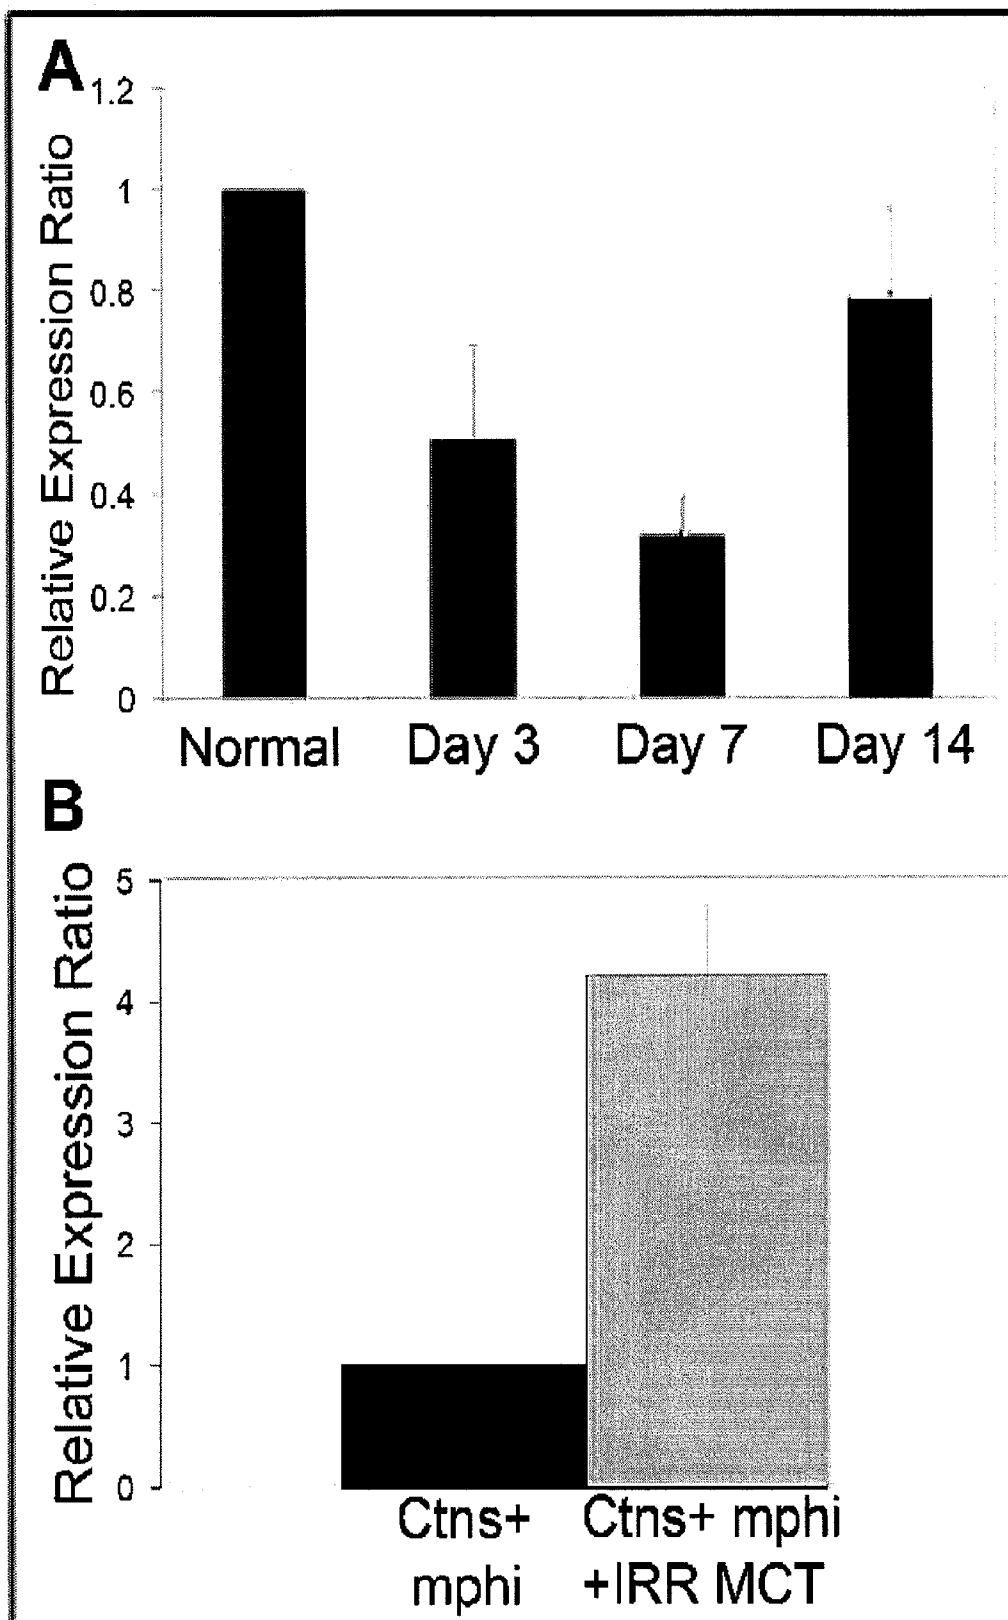 A
Relative Expression Ratio
1.2
1
0.8
0.6
0.4
0.2
0
Normal Day 3 Day 7 Day 14
B
Relative Expression Ratio
5
4
3
2
1
0
Ctns+ Ctns+ mphi
mphi +IRR MCT